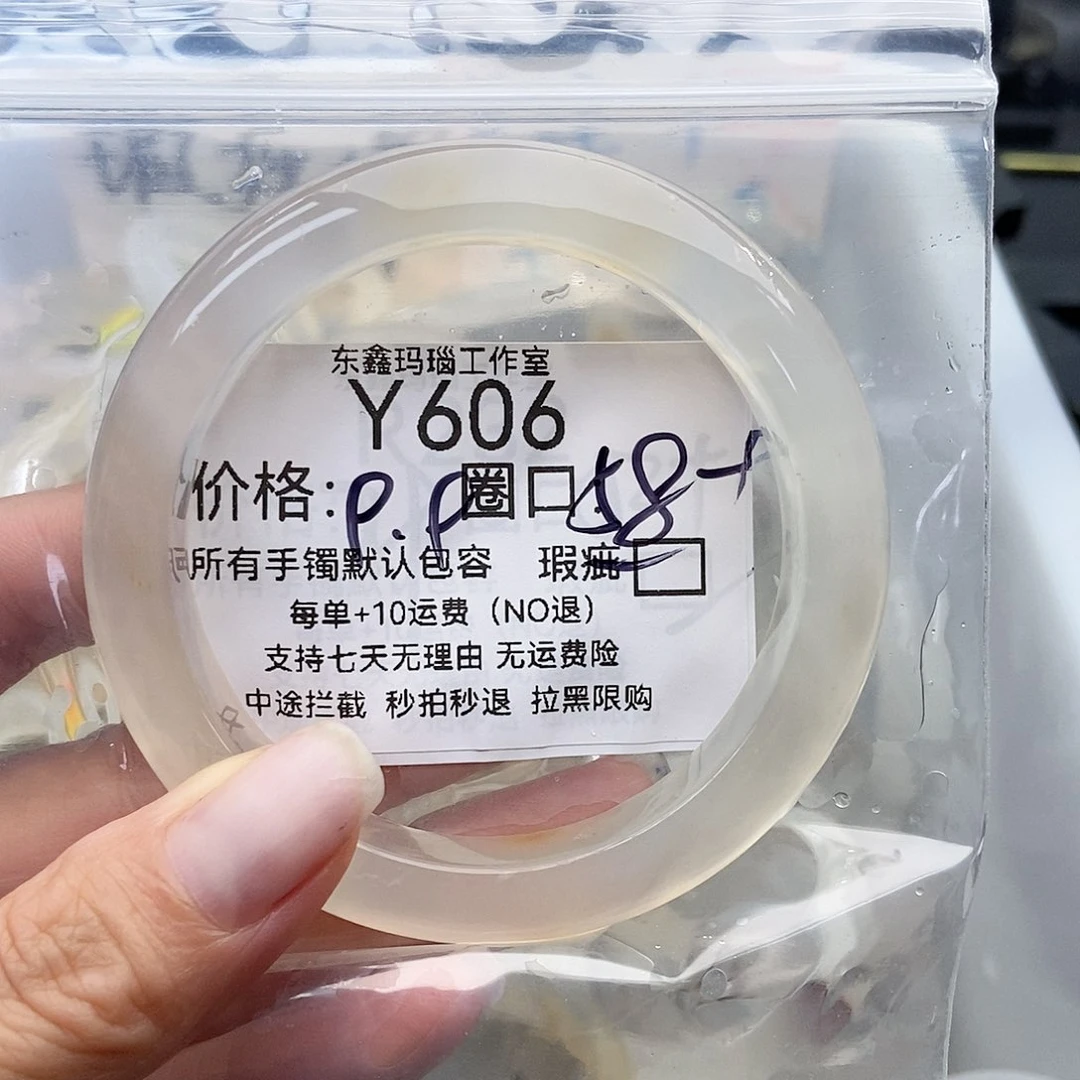 东鑫玛瑙工作室
Y606
价格: P.P 圈口 58+
所有手镯默认包容 瑕疵
每单+10运费（NO退）
支持七天无理由 无运费险
中途拦截 秒拍秒退 拉黑限购